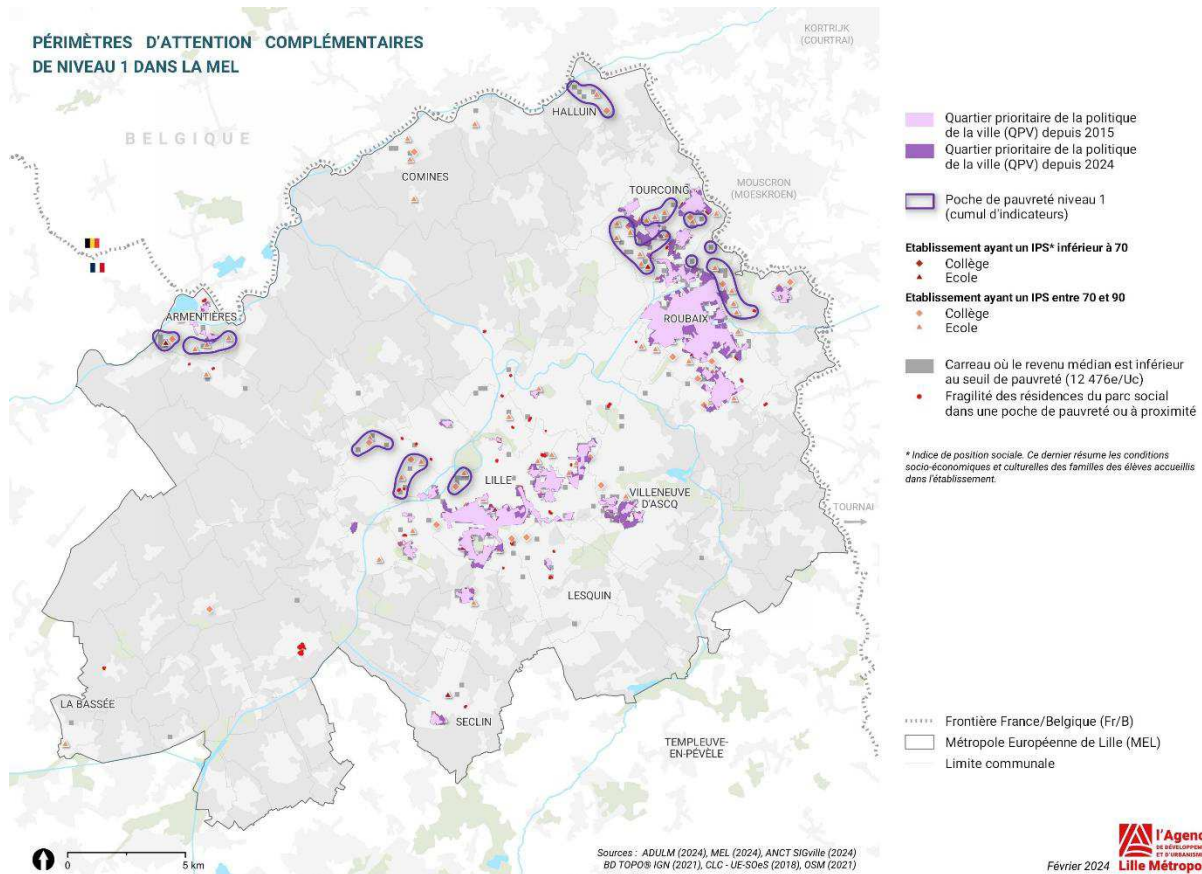 PÉRIMÈTRES D'ATTENTION COMPLÉMENTAIRES
DE NIVEAU 1 DANS LA MEL
KORTRIJK
(COURTRAI)
BELGIQUE
HALLUIN
COMINES
TOURCOING
MOUSCRON
(MOESKROEN)
ARMENTIÈRES
ROUBAIX
LILLE
VILLENEUVE
D'ASCQ
TOURNAI
LESQUIN
LA BASSÉE
SECLIN
TEMPLEUVE-
EN-PÉVÈLE
0 5 km
Sources : ADULM (2024), MEL (2024), ANCT SIGville (2024)
BD TOPO® IGN (2021), CLC - UE-SOeS (2018), OSM (2021)
Quartier prioritaire de la politique
de la ville (QPV) depuis 2015
Quartier prioritaire de la politique
de la ville (QPV) depuis 2024
Poche de pauvreté niveau 1
(cumul d'indicateurs)
Etablissement ayant un IPS* inférieur à 70
Collège
Ecole
Etablissement ayant un IPS entre 70 et 90
Collège
Ecole
Carreau où le revenu médian est inférieur
au seuil de pauvreté (12 476e/Uc)
Fragilité des résidences du parc social
dans une poche de pauvreté ou à proximité
* Indice de position sociale. Ce dernier résume les conditions
socio-économiques et culturelles des familles des élèves accueillis
dans l'établissement.
Frontière France/Belgique (Fr/B)
Métropole Européenne de Lille (MEL)
Limite communale
Février 2024
l'Agenc
DE DÉVELOPPEME
ET D'URBANISME
Lille Métropol